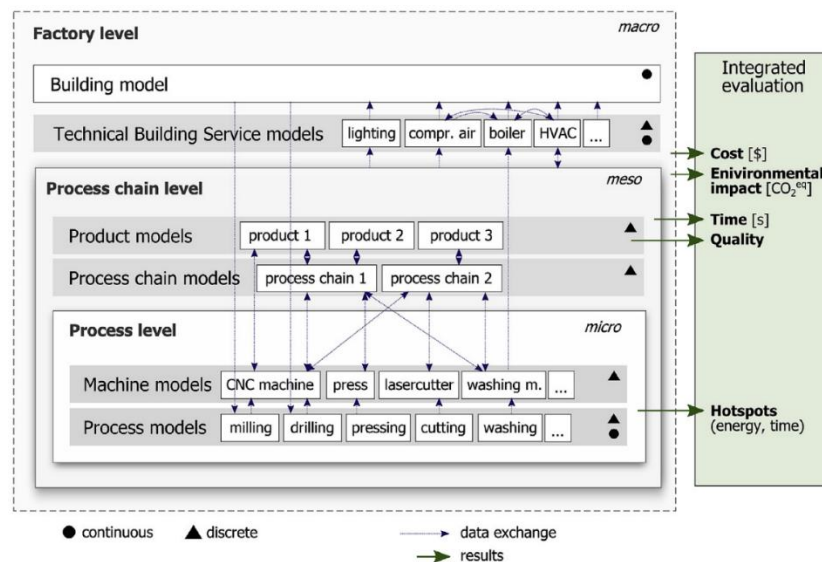 Factory level
macro
Building model
Technical Building Service models
lighting
compr. air
boiler
HVAC
...
Process chain level
meso
Product models
product 1
product 2
product 3
Process chain models
process chain 1
process chain 2
Process level
micro
Machine models
CNC machine
press
lasercutter
washing m.
...
Process models
milling
drilling
pressing
cutting
washing
...
Integrated
evaluation
Cost [$]
Enivironmental
impact [CO₂ᵉq]
Time [s]
Quality
Hotspots
(energy, time)
continuous
discrete
data exchange
results